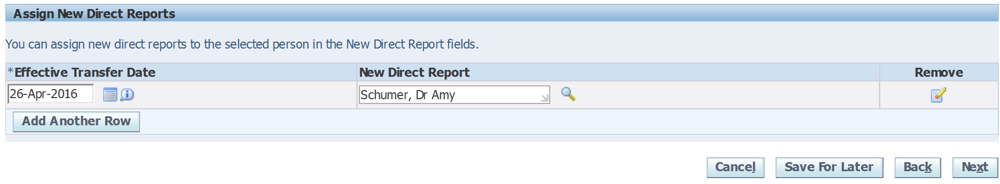 Assign New Direct Reports
You can assign new direct reports to the selected person in the New Direct Report fields.
*Effective Transfer Date New Direct Report Remove
26-Apr-2016 Schumer, Dr Amy
Add Another Row
Cancel Save For Later Back Next